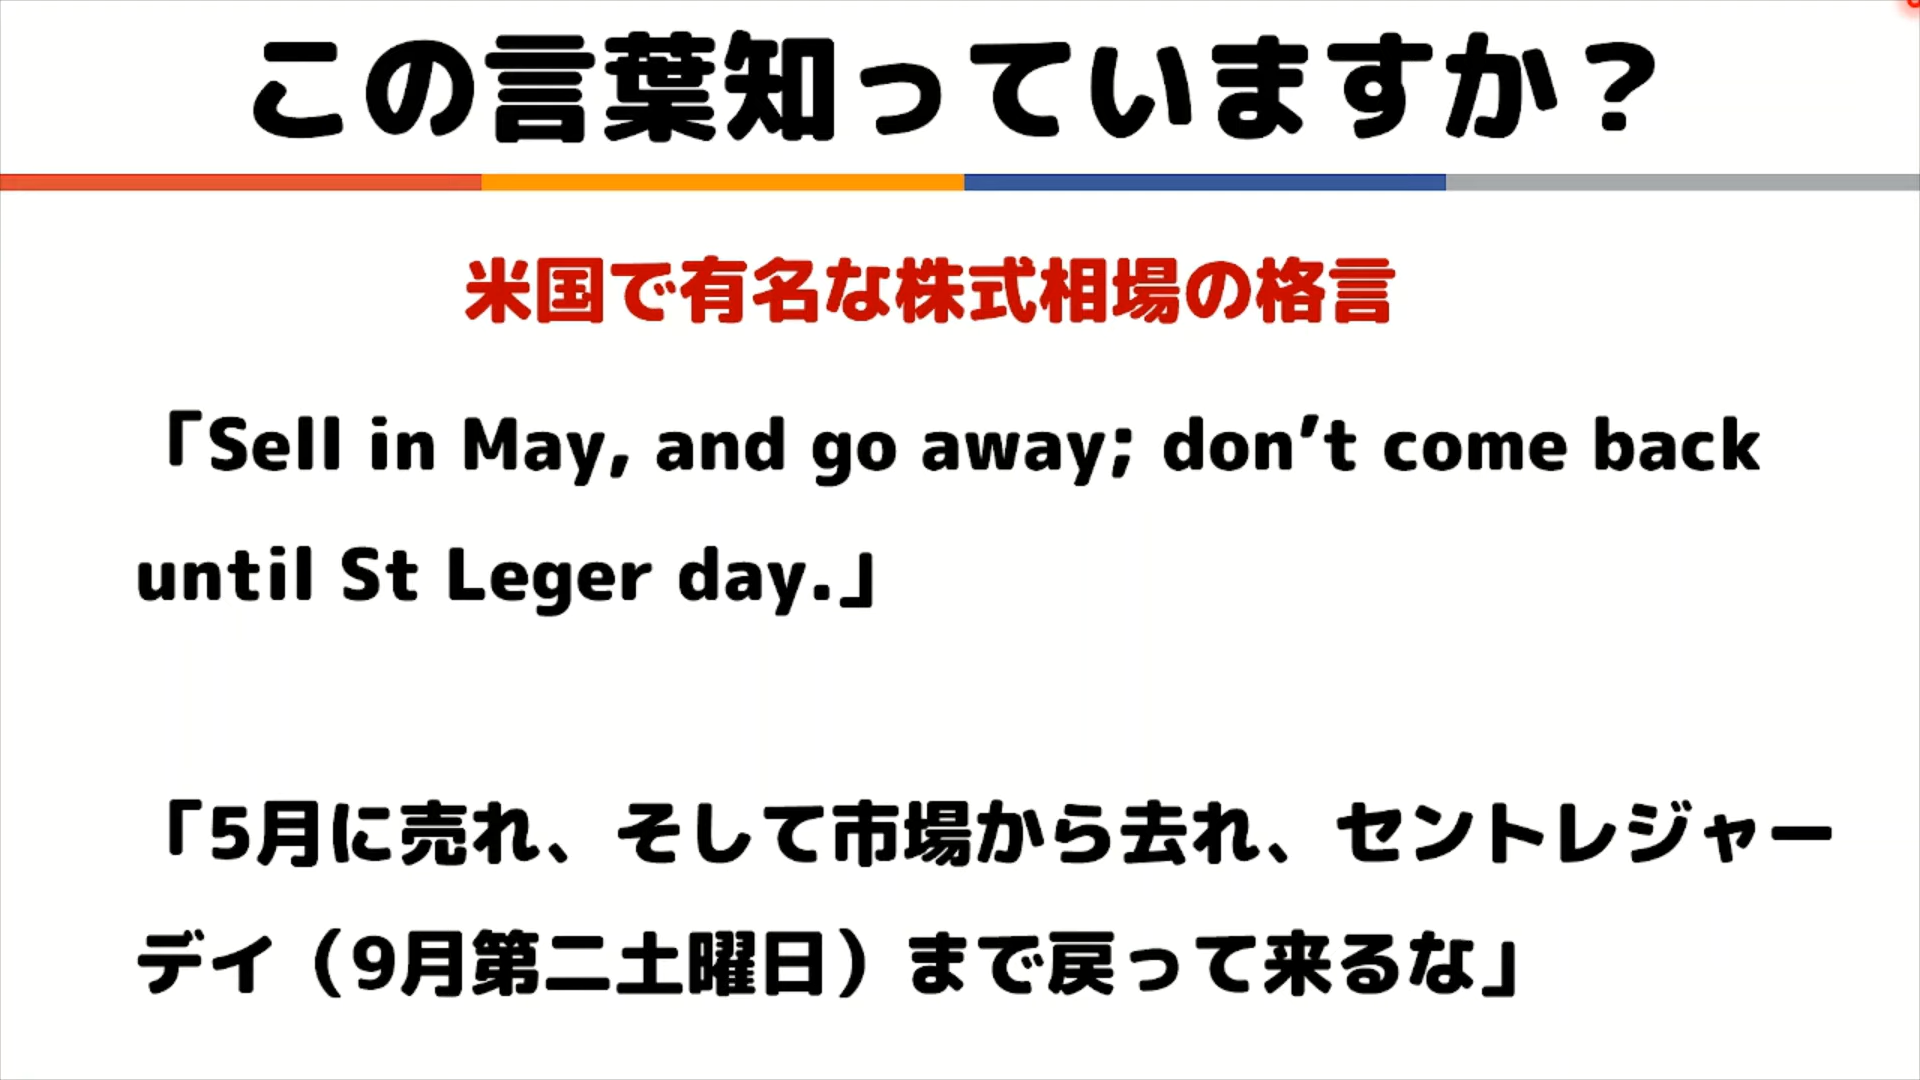 この言葉知っていますか？
米国で有名な株式相場の格言
「Sell in May, and go away; don’t come back
until St Leger day.」
「5月に売れ、そして市場から去れ、セントレジャー
デイ（9月第二土曜日）まで戻って来るな」